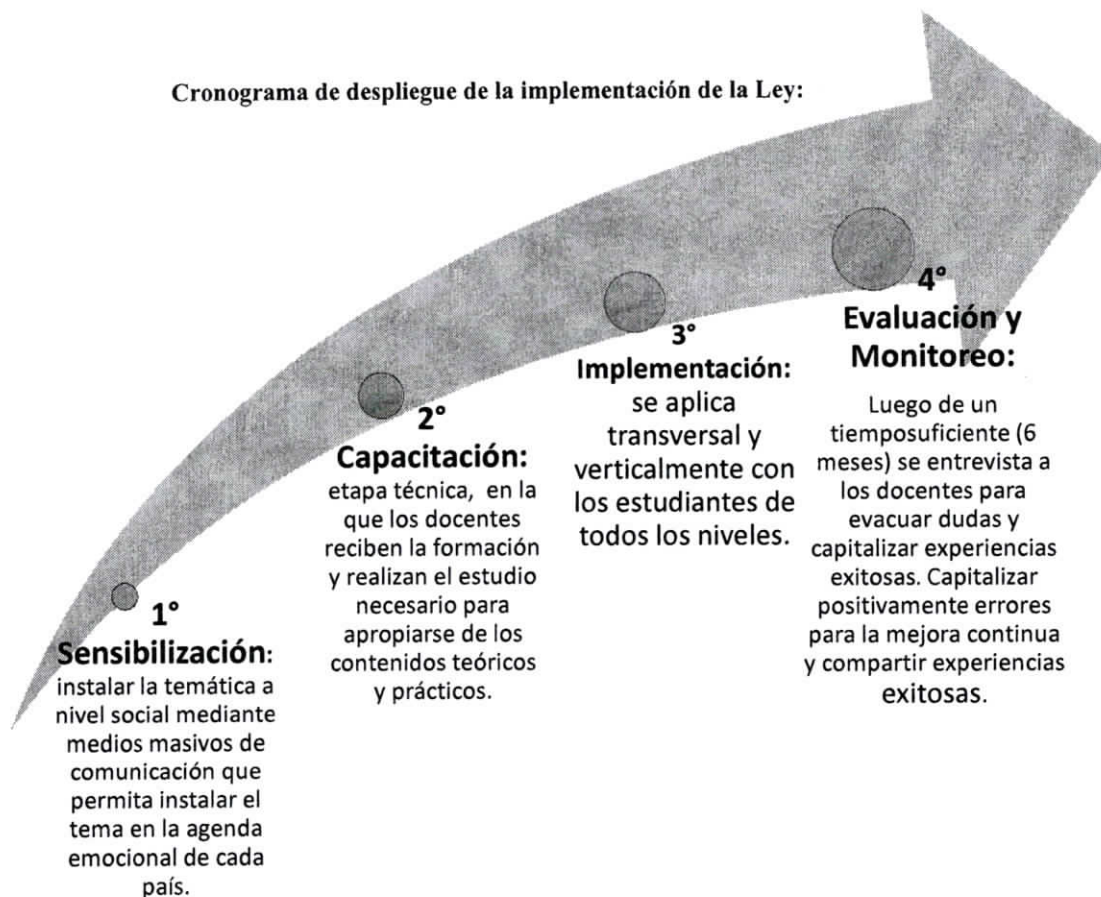 Cronograma de despliegue de la implementación de la Ley:
1°
Sensibilización:
instalar la temática a
nivel social mediante
medios masivos de
comunicación que
permita instalar el
tema en la agenda
emocional de cada
país.
2°
Capacitación:
etapa técnica, en la
que los docentes
reciben la formación
y realizan el estudio
necesario para
apropiarse de los
contenidos teóricos
y prácticos.
3°
Implementación:
se aplica
transversal y
verticalmente con
los estudiantes de
todos los niveles.
4°
Evaluación y
Monitoreo:
Luego de un
tiemposuficiente (6
meses) se entrevista a
los docentes para
evacuar dudas y
capitalizar experiencias
exitosas. Capitalizar
positivamente errores
para la mejora continua
y compartir experiencias
exitosas.